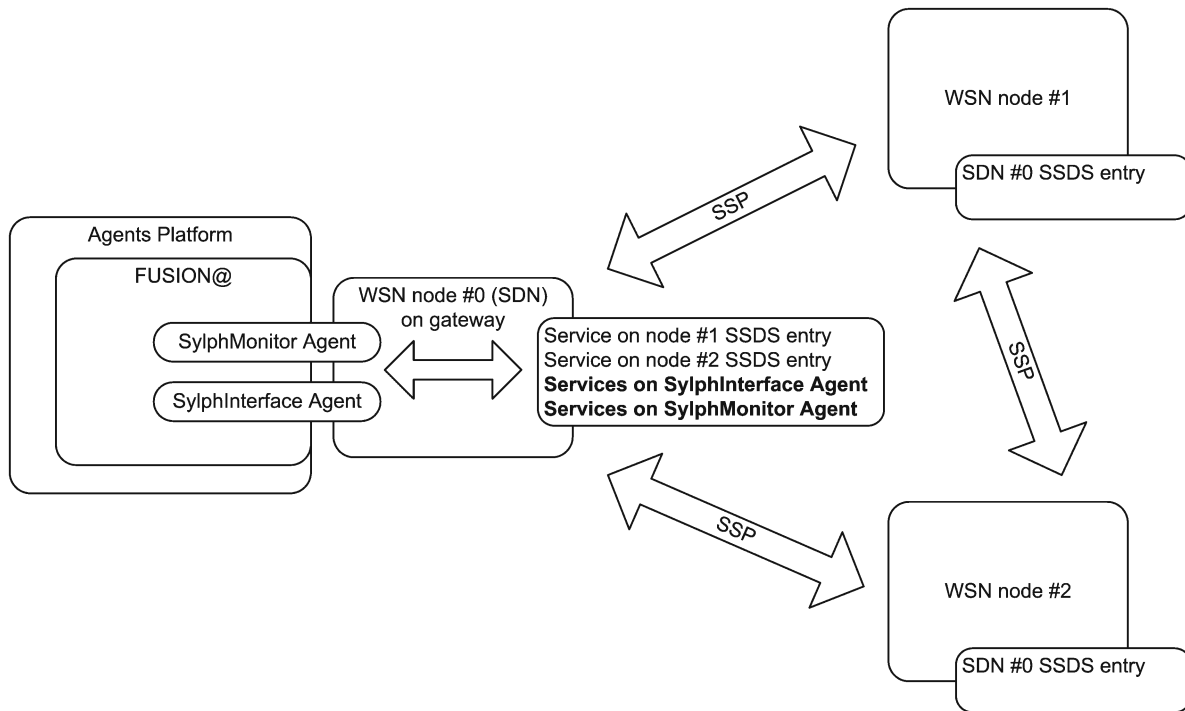 Agents Platform
FUSION@
SylphMonitor Agent
SylphInterface Agent
WSN node #0 (SDN)
on gateway
Service on node #1 SSDS entry
Service on node #2 SSDS entry
Services on SylphInterface Agent
Services on SylphMonitor Agent
SSP
WSN node #1
SDN #0 SSDS entry
SSP
SSP
WSN node #2
SDN #0 SSDS entry